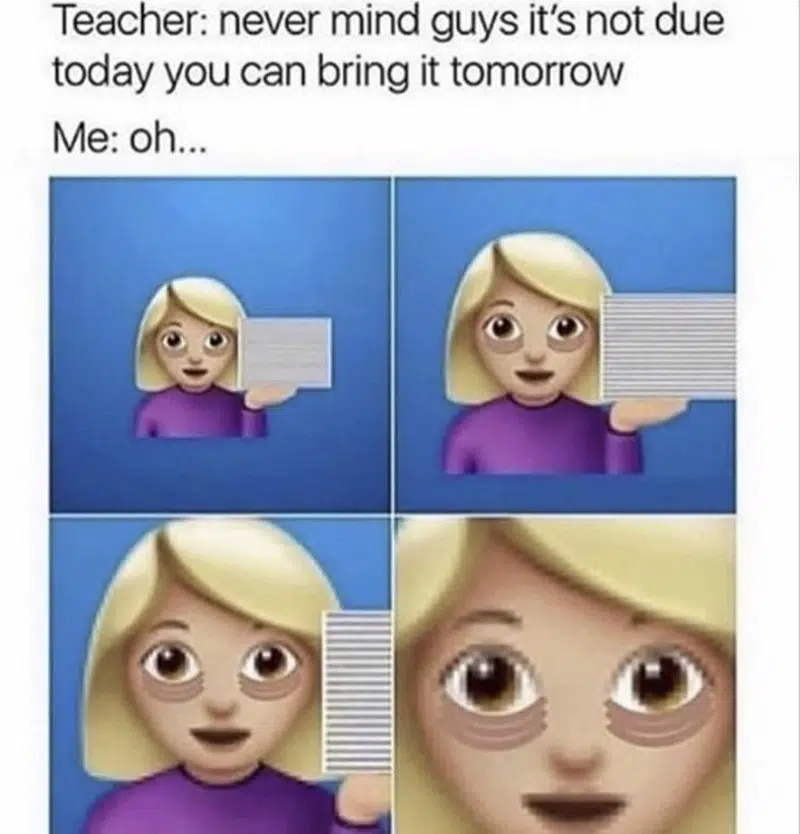 Teacher: never mind guys it's not due
today you can bring it tomorrow
Me: oh...